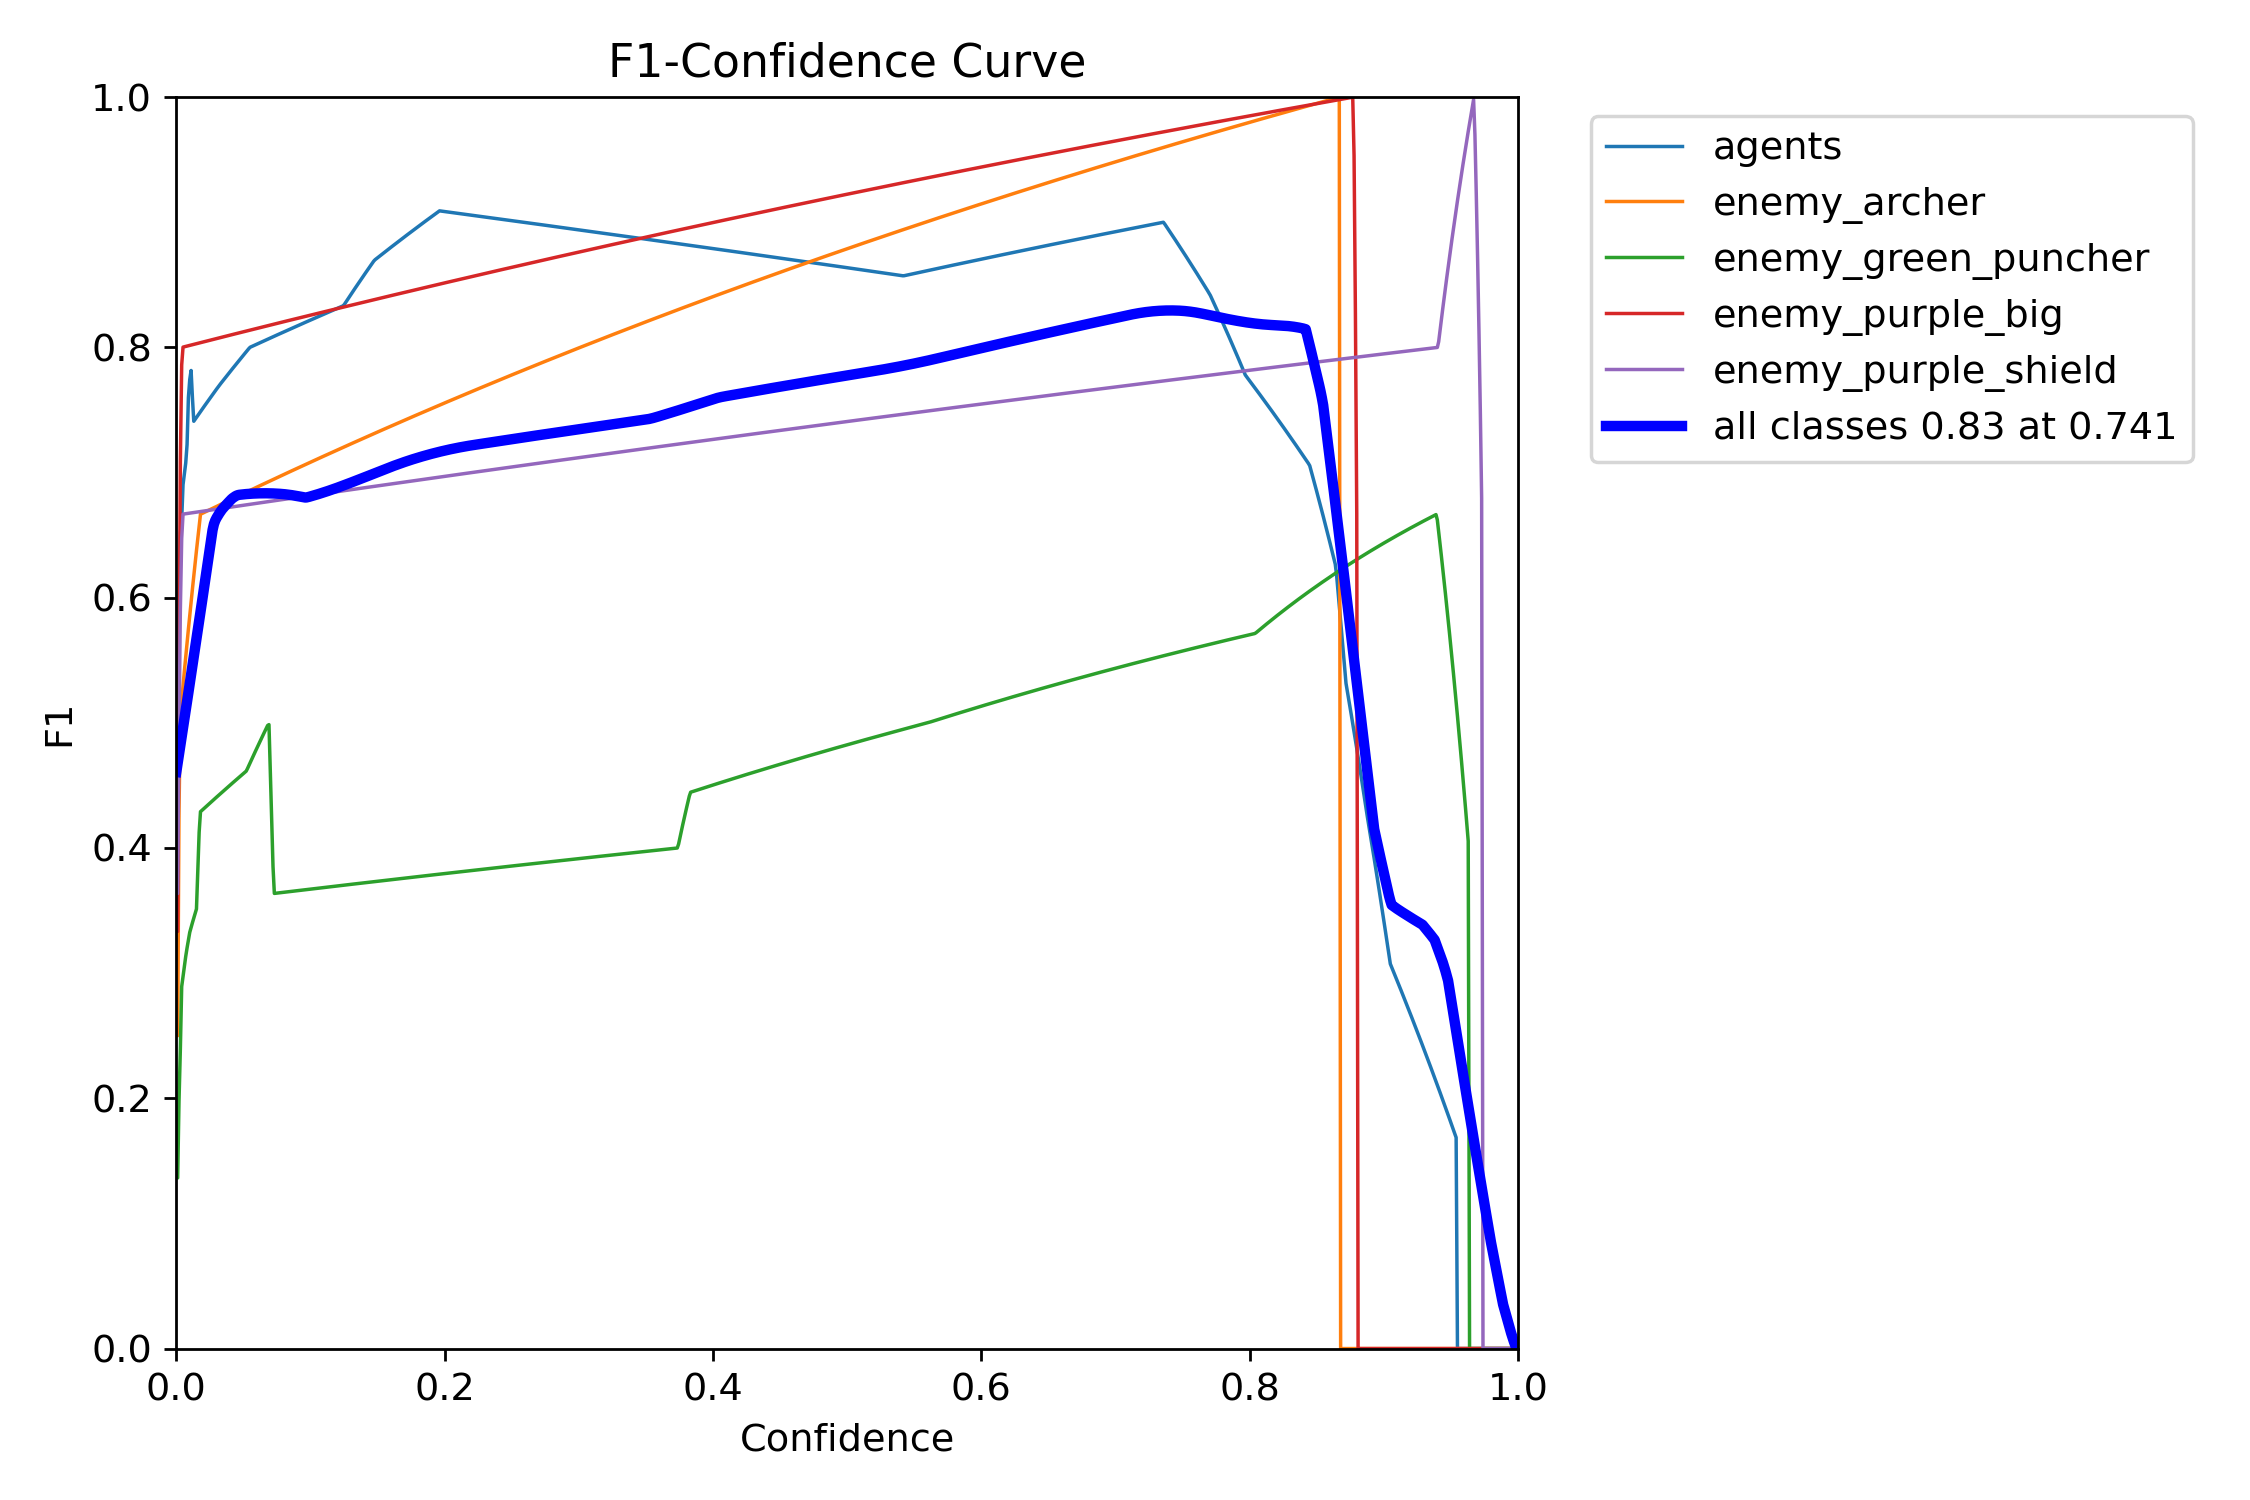 F1-Confidence Curve
1.0
0.8
0.6
0.4
0.2
0.0
F1
0.0 0.2 0.4 0.6 0.8 1.0
Confidence
agents
enemy_archer
enemy_green_puncher
enemy_purple_big
enemy_purple_shield
all classes 0.83 at 0.741